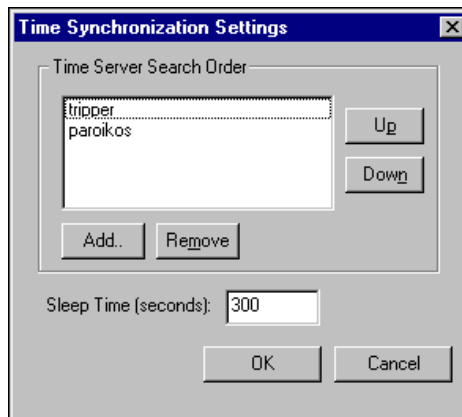 Time Synchronization Settings
Time Server Search Order
tripper
paroikos
Up
Down
Add..
Remove
Sleep Time (seconds):
300
OK
Cancel